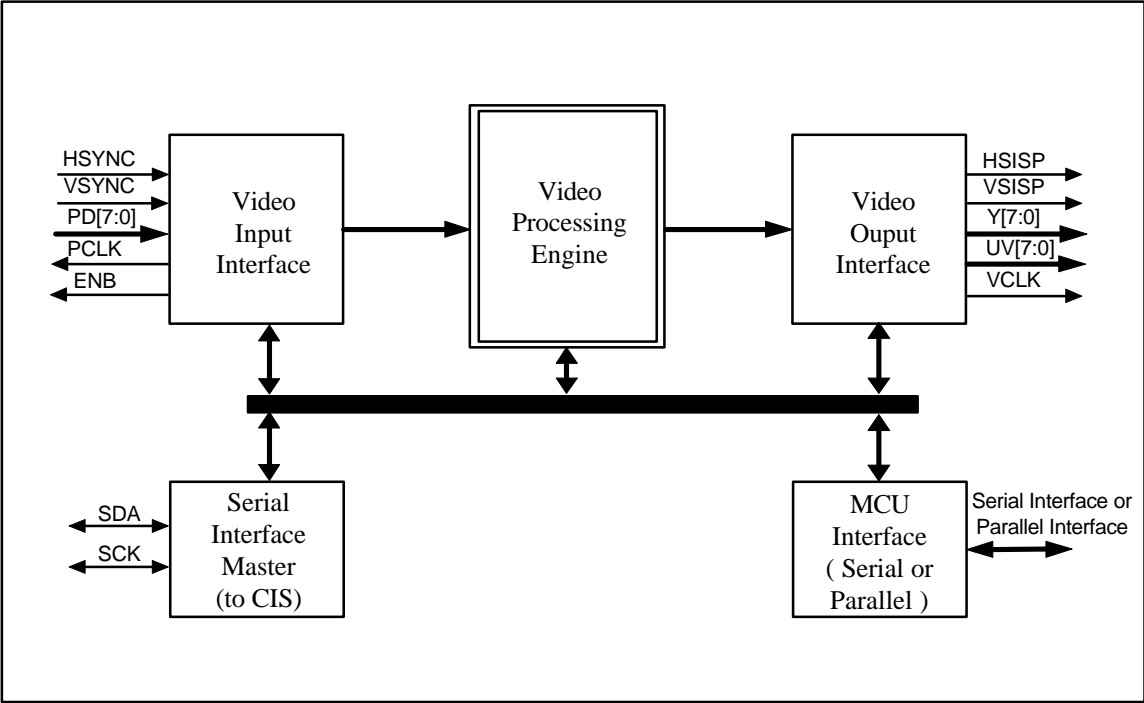 HSYNC
VSYNC
PD[7:0]
PCLK
ENB
Video
Input
Interface
Video
Processing
Engine
Video
Ouput
Interface
HSISP
VSISP
Y[7:0]
UV[7:0]
VCLK
SDA
SCK
Serial
Interface
Master
(to CIS)
MCU
Interface
( Serial or
Parallel )
Serial Interface or
Parallel Interface